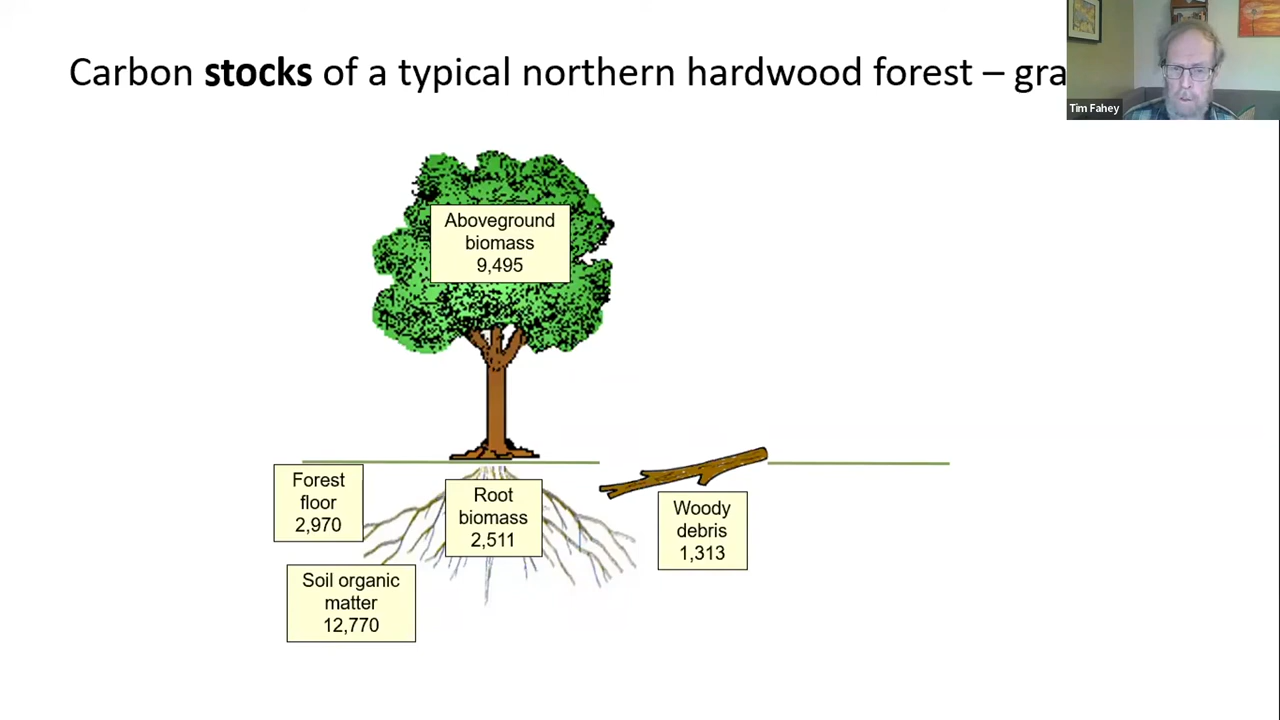 Carbon stocks of a typical northern hardwood forest – gra
Tim Fahey
Aboveground
biomass
9,495
Forest
floor
2,970
Root
biomass
2,511
Woody
debris
1,313
Soil organic
matter
12,770